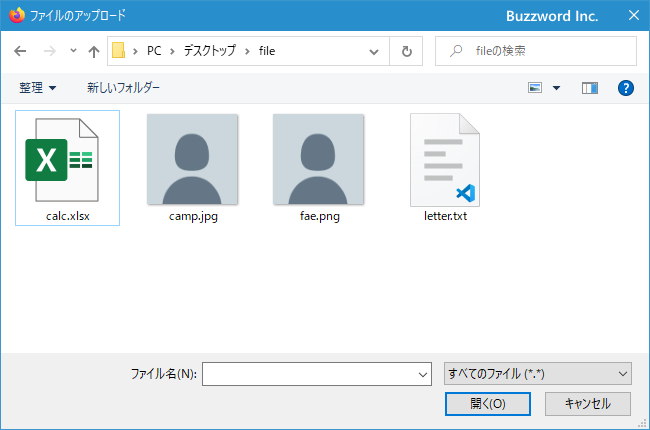 ファイルのアップロード Buzzword Inc.
PC デスクトップ file fileの検索
整理 新しいフォルダー
calc.xlsx camp.jpg fae.png letter.txt
ファイル名(N): すべてのファイル (*.*)
開く(O) キャンセル